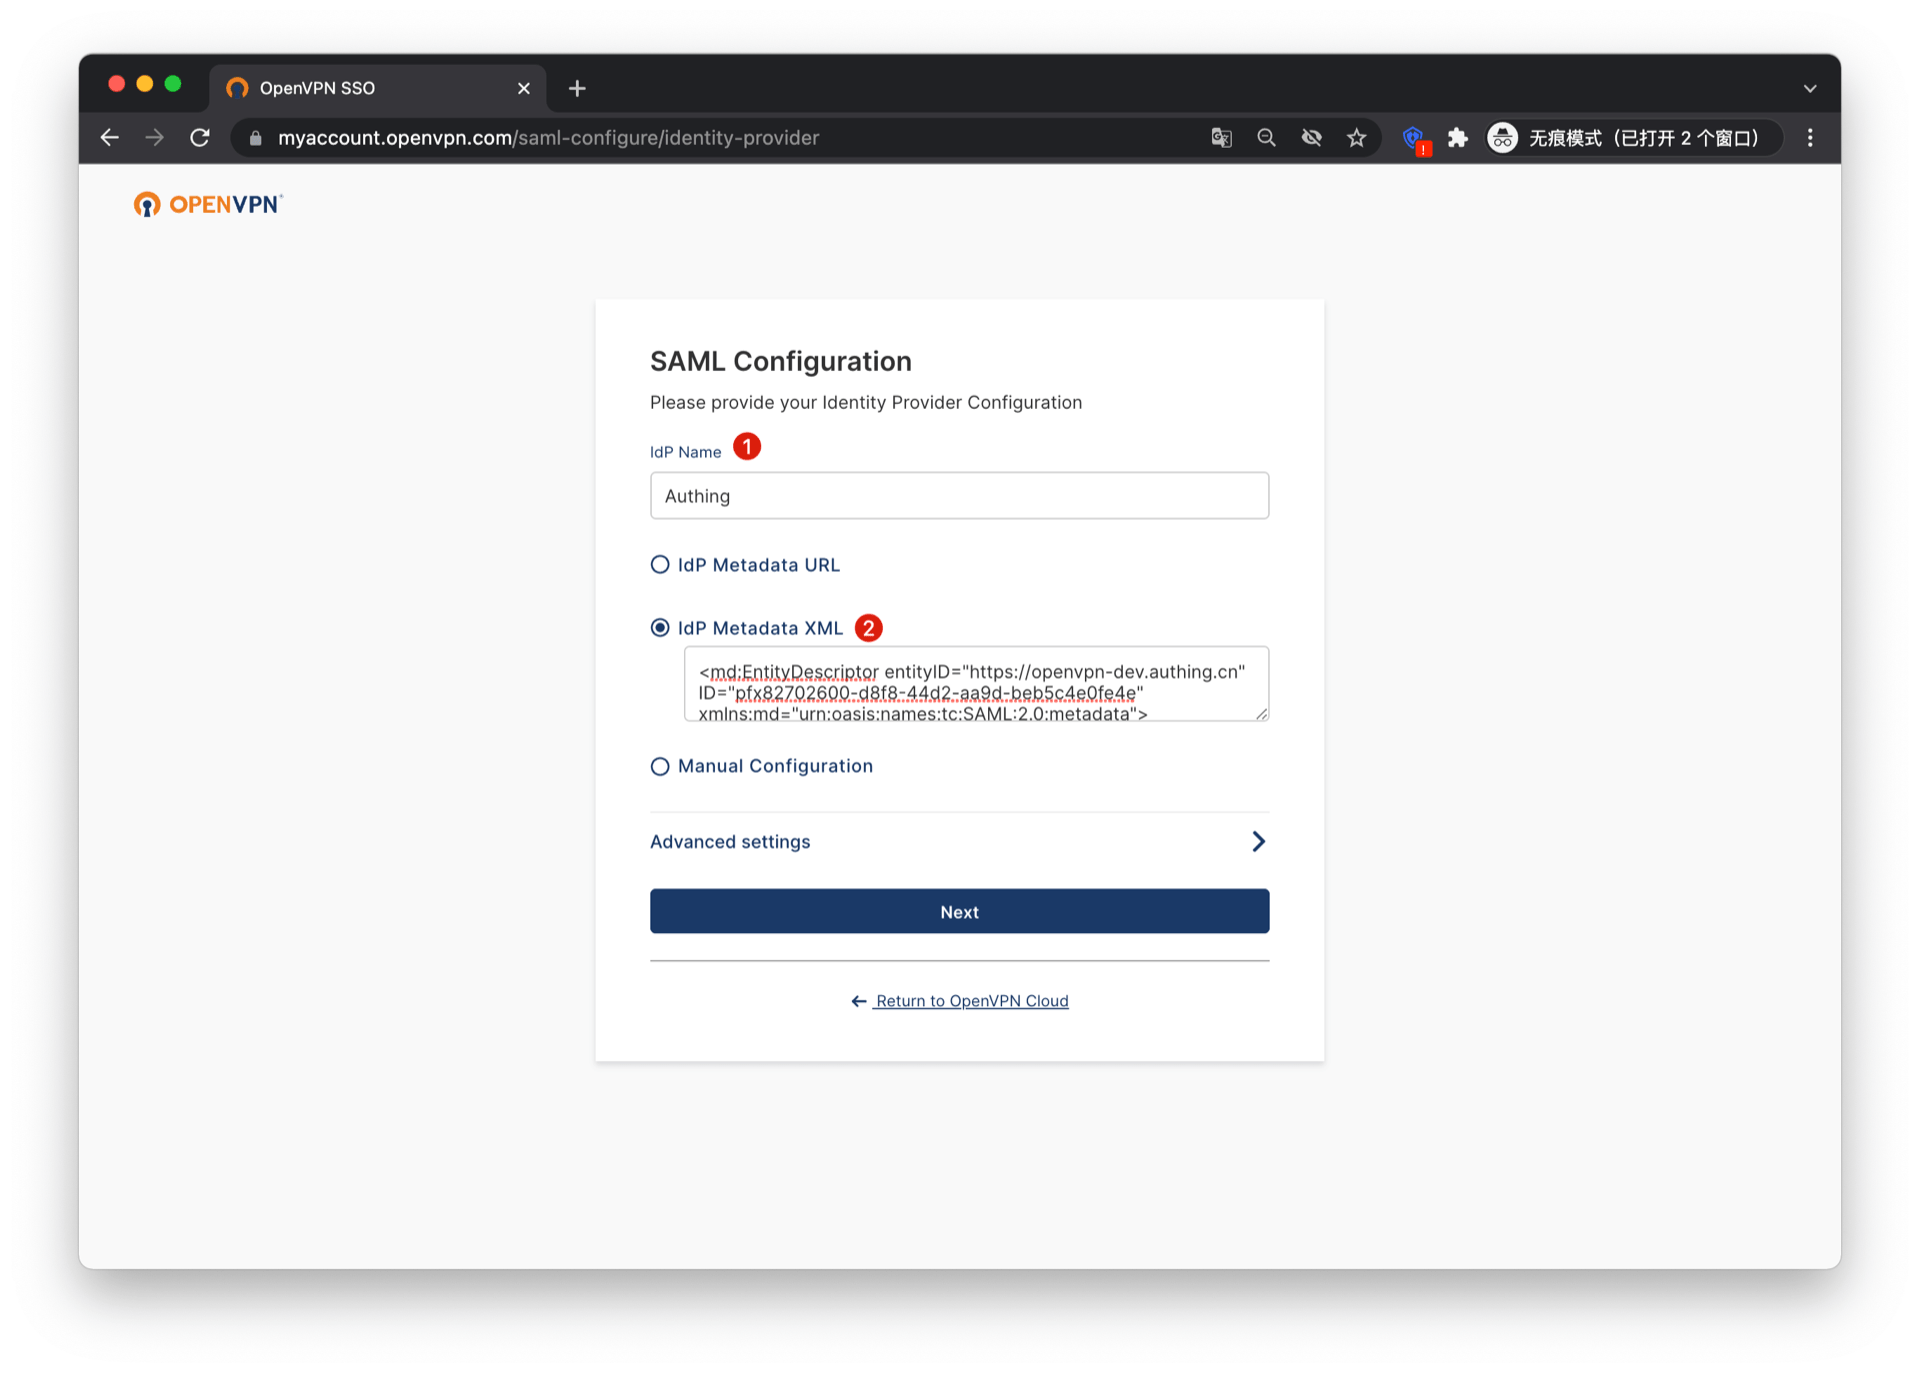 OpenVPN SSO
myaccount.openvpn.com/saml-configure/identity-provider
无痕模式（已打开 2 个窗口）
OPENVPN
SAML Configuration
Please provide your Identity Provider Configuration
IdP Name 1
Authing
IdP Metadata URL
IdP Metadata XML 2
<md:EntityDescriptor entityID="https://openvpn-dev.authing.cn"
ID="pfx82702600-d8f8-44d2-aa9d-beb5c4e0fe4e"
xmlns:md="urn:oasis:names:tc:SAML:2.0:metadata">
Manual Configuration
Advanced settings
Next
Return to OpenVPN Cloud